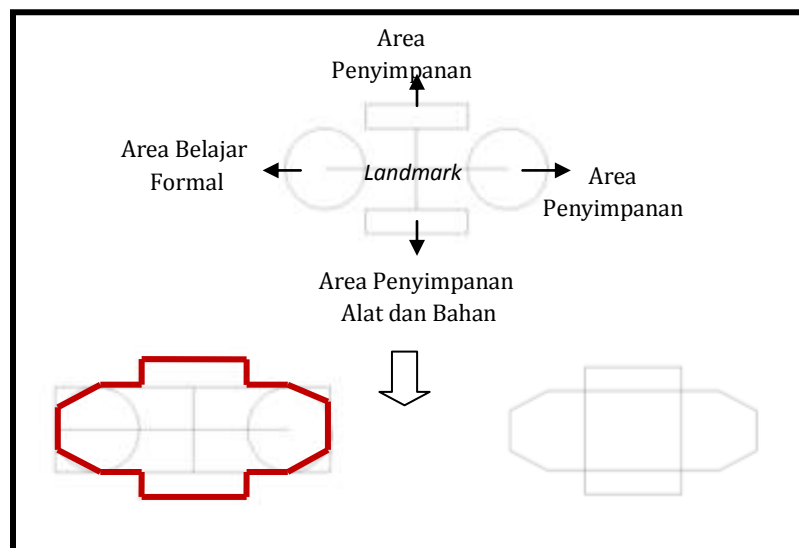 Area
Penyimpanan
Area Belajar
Formal
Landmark
Area
Penyimpanan
Area Penyimpanan
Alat dan Bahan